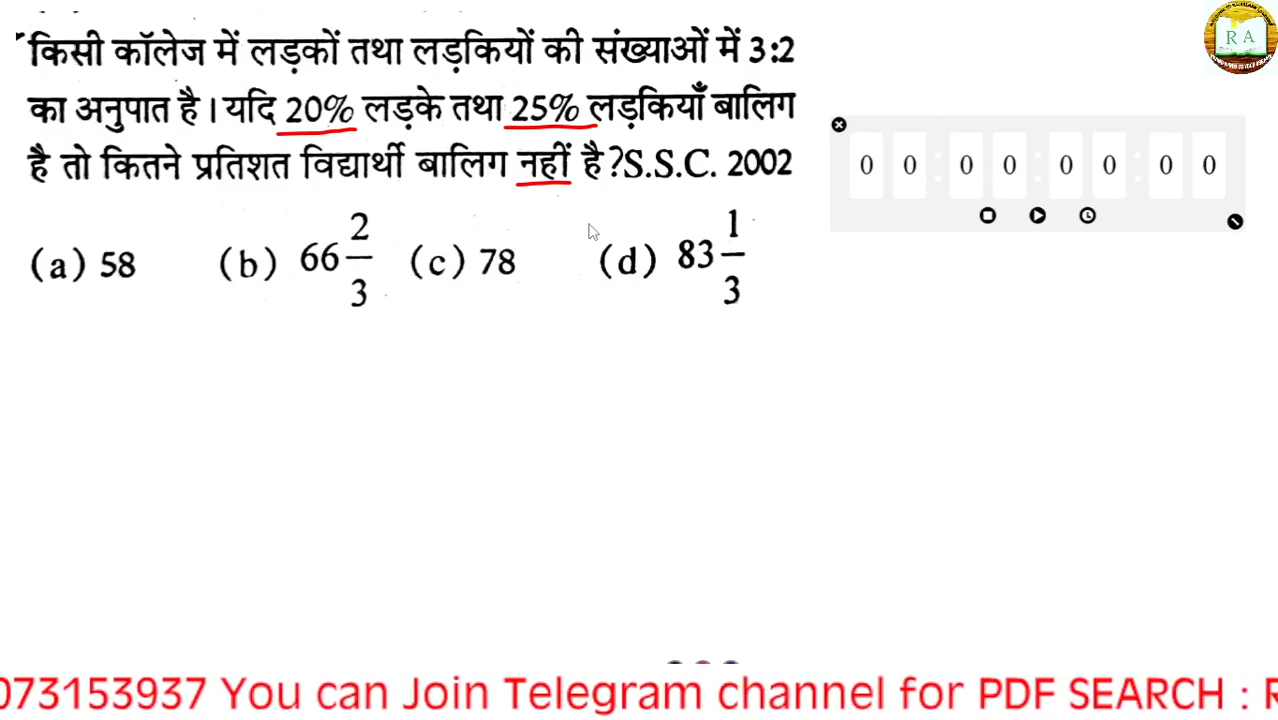 किसी कॉलेज में लड़कों तथा लड़कियों की संख्याओं में 3:2
का अनुपात है। यदि 20% लड़के तथा 25% लड़कियाँ बालिग
है तो कितने प्रतिशत विद्यार्थी बालिग नहीं है?S.S.C. 2002
(a) 58 (b) 66 2/3 (c) 78 (d) 83 1/3
0 0 : 0 0 : 0 0 : 0 0
R A
073153937 You can Join Telegram channel for PDF SEARCH : R